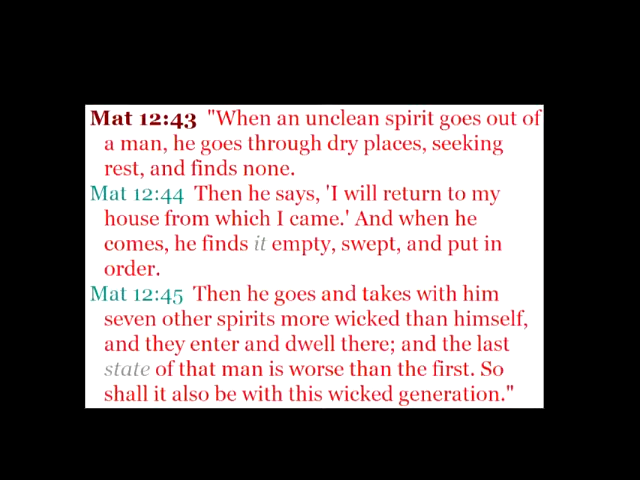 Mat 12:43 "When an unclean spirit goes out of
a man, he goes through dry places, seeking
rest, and finds none.
Mat 12:44 Then he says, 'I will return to my
house from which I came.' And when he
comes, he finds it empty, swept, and put in
order.
Mat 12:45 Then he goes and takes with him
seven other spirits more wicked than himself,
and they enter and dwell there; and the last
state of that man is worse than the first. So
shall it also be with this wicked generation."